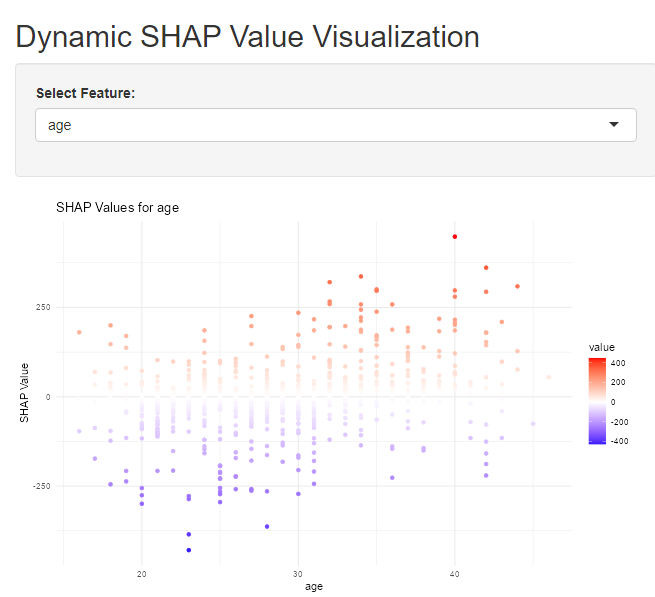 Dynamic SHAP Value Visualization
Select Feature:
age
SHAP Values for age
250
0
-250
SHAP Value
20
30
40
age
value
400
200
0
-200
-400